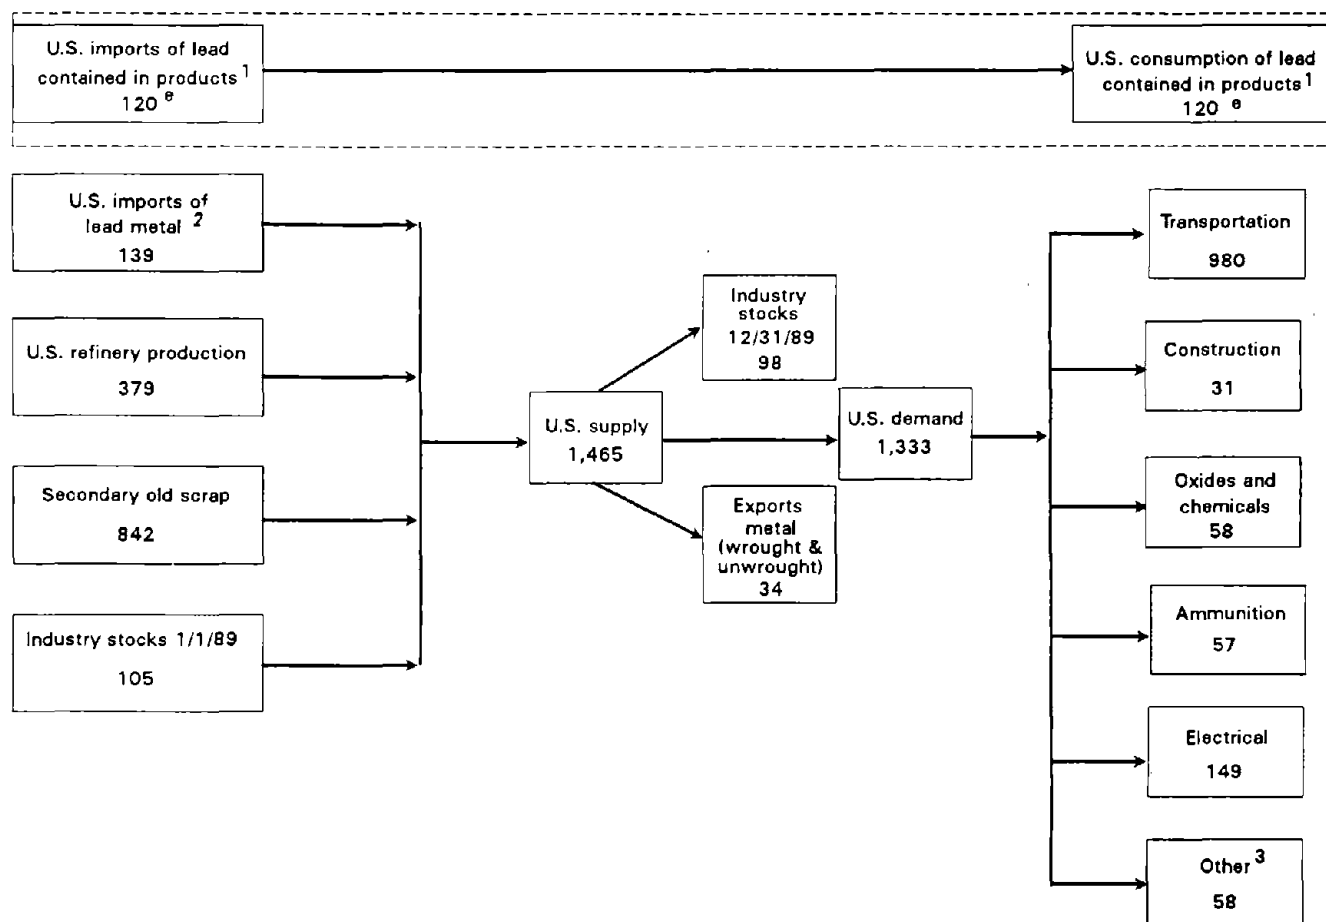 U.S. imports of lead
contained in products 1
120 e
U.S. consumption of lead
contained in products 1
120 e
U.S. imports of
lead metal 2
139
U.S. refinery production
379
Secondary old scrap
842
Industry stocks 1/1/89
105
U.S. supply
1,465
Industry
stocks
12/31/89
98
Exports
metal
(wrought &
unwrought)
34
U.S. demand
1,333
Transportation
980
Construction
31
Oxides and
chemicals
58
Ammunition
57
Electrical
149
Other 3
58